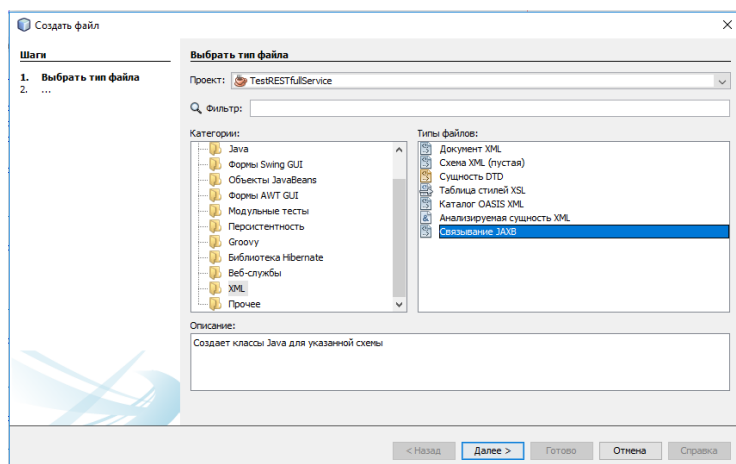 Создать файл
Шаги
1. Выбрать тип файла
2. ...
Выбрать тип файла
Проект: TestRESTfullService
Фильтр:
Категории:
Java
Формы Swing GUI
Объекты JavaBeans
Формы AWT GUI
Модульные тесты
Персистентность
Groovy
Библиотека Hibernate
Веб-службы
XML
Прочее
Типы файлов:
Документ XML
Схема XML (пустая)
Сущность DTD
Таблица стилей XSL
Каталог OASIS XML
Анализируемая сущность XML
Связывание JAXB
Описание:
Создает классы Java для указанной схемы
< Назад
Далее >
Готово
Отмена
Справка